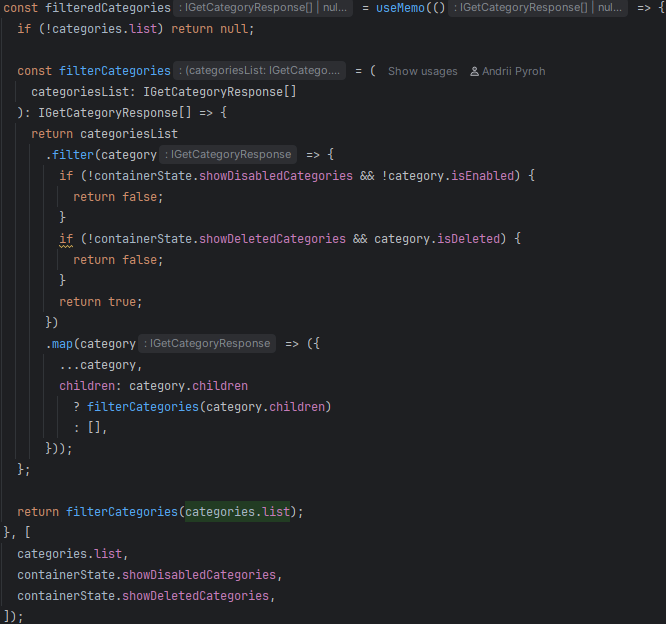 const filteredCategories : IGetCategoryResponse[] | nul... = useMemo(() : IGetCategoryResponse[] | nul... => {
  if (!categories.list) return null;

  const filterCategories : (categoriesList: IGetCatego.... = ( Show usages Andrii Pyroh
    categoriesList: IGetCategoryResponse[]
  ): IGetCategoryResponse[] => {
    return categoriesList
      .filter(category : IGetCategoryResponse => {
        if (!containerState.showDisabledCategories && !category.isEnabled) {
          return false;
        }
        if (!containerState.showDeletedCategories && category.isDeleted) {
          return false;
        }
        return true;
      })
      .map(category : IGetCategoryResponse => ({
        ...category,
        children: category.children
          ? filterCategories(category.children)
          : [],
      }));
  };

  return filterCategories(categories.list);
}, [
  categories.list,
  containerState.showDisabledCategories,
  containerState.showDeletedCategories,
]);